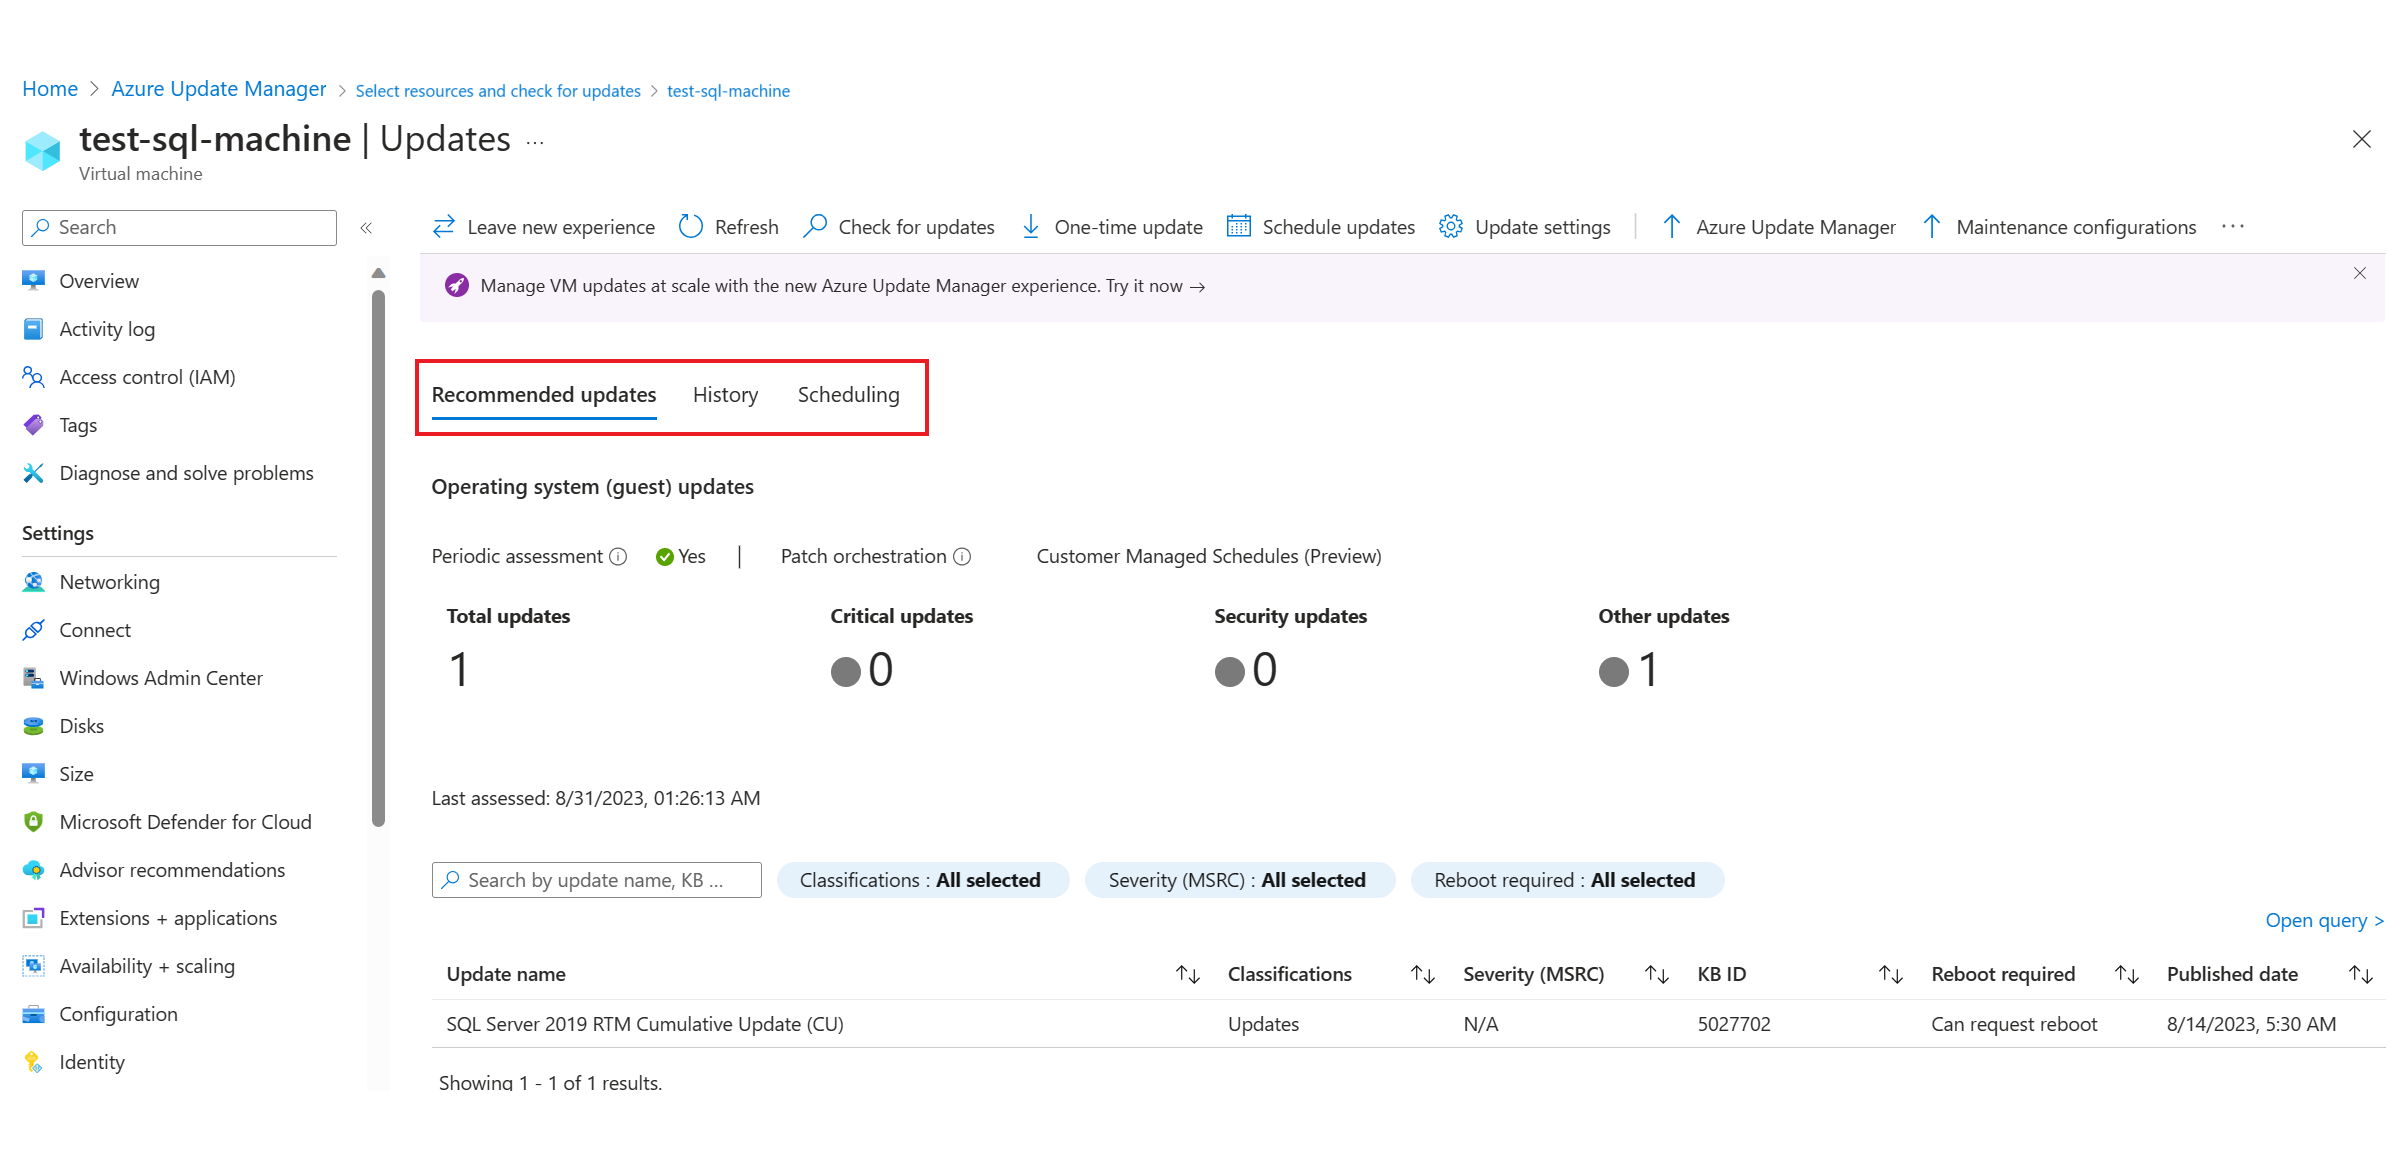 Home > Azure Update Manager > Select resources and check for updates > test-sql-machine
test-sql-machine | Updates ...
Virtual machine
Search
Overview
Activity log
Access control (IAM)
Tags
Diagnose and solve problems
Settings
Networking
Connect
Windows Admin Center
Disks
Size
Microsoft Defender for Cloud
Advisor recommendations
Extensions + applications
Availability + scaling
Configuration
Identity
Leave new experience Refresh Check for updates One-time update Schedule updates Update settings | Azure Update Manager Maintenance configurations ...
Manage VM updates at scale with the new Azure Update Manager experience. Try it now →
Recommended updates History Scheduling
Operating system (guest) updates
Periodic assessment Yes | Patch orchestration Customer Managed Schedules (Preview)
Total updates Critical updates Security updates Other updates
1 0 0 1
Last assessed: 8/31/2023, 01:26:13 AM
Search by update name, KB ... Classifications : All selected Severity (MSRC) : All selected Reboot required : All selected
Open query >
Update name Classifications Severity (MSRC) KB ID Reboot required Published date
SQL Server 2019 RTM Cumulative Update (CU) Updates N/A 5027702 Can request reboot 8/14/2023, 5:30 AM
Showing 1 - 1 of 1 results.